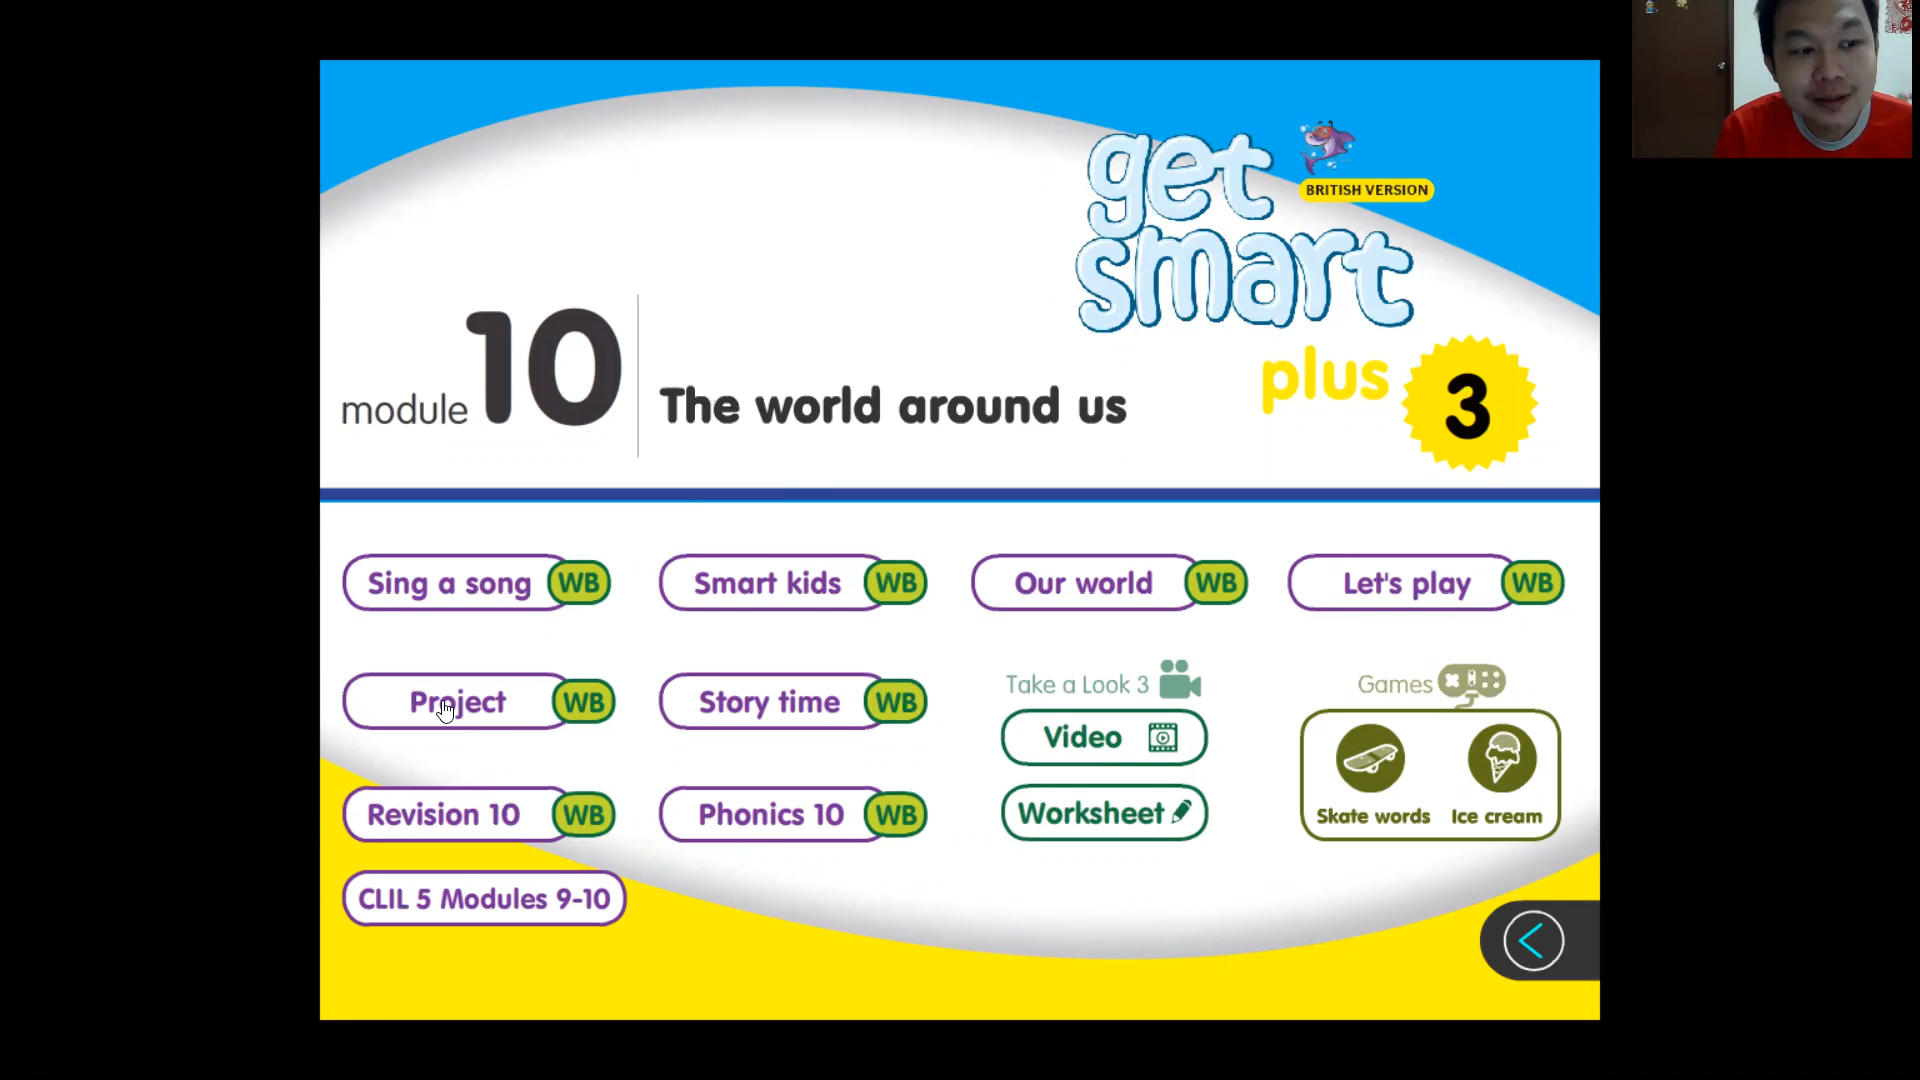 get
smart
BRITISH VERSION
plus 3
module 10
The world around us
Sing a song WB
Smart kids WB
Our world WB
Let's play WB
Project WB
Story time WB
Take a Look 3
Video
Worksheet
Games
Skate words
Ice cream
Revision 10 WB
Phonics 10 WB
CLIL 5 Modules 9-10